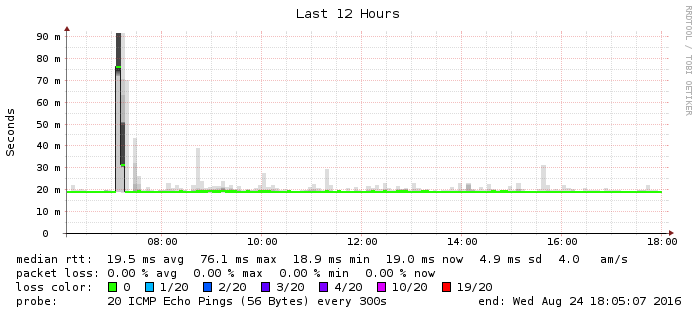 Last 12 Hours
RRDTOOL / TOBI OETIKER
Seconds
90 m
80 m
70 m
60 m
50 m
40 m
30 m
20 m
10 m
0
08:00 10:00 12:00 14:00 16:00 18:00
median rtt: 19.5 ms avg 76.1 ms max 18.9 ms min 19.0 ms now 4.9 ms sd 4.0 am/s
packet loss: 0.00 % avg 0.00 % max 0.00 % min 0.00 % now
loss color: 0 1/20 2/20 3/20 4/20 10/20 19/20
probe: 20 ICMP Echo Pings (56 Bytes) every 300s end: Wed Aug 24 18:05:07 2016